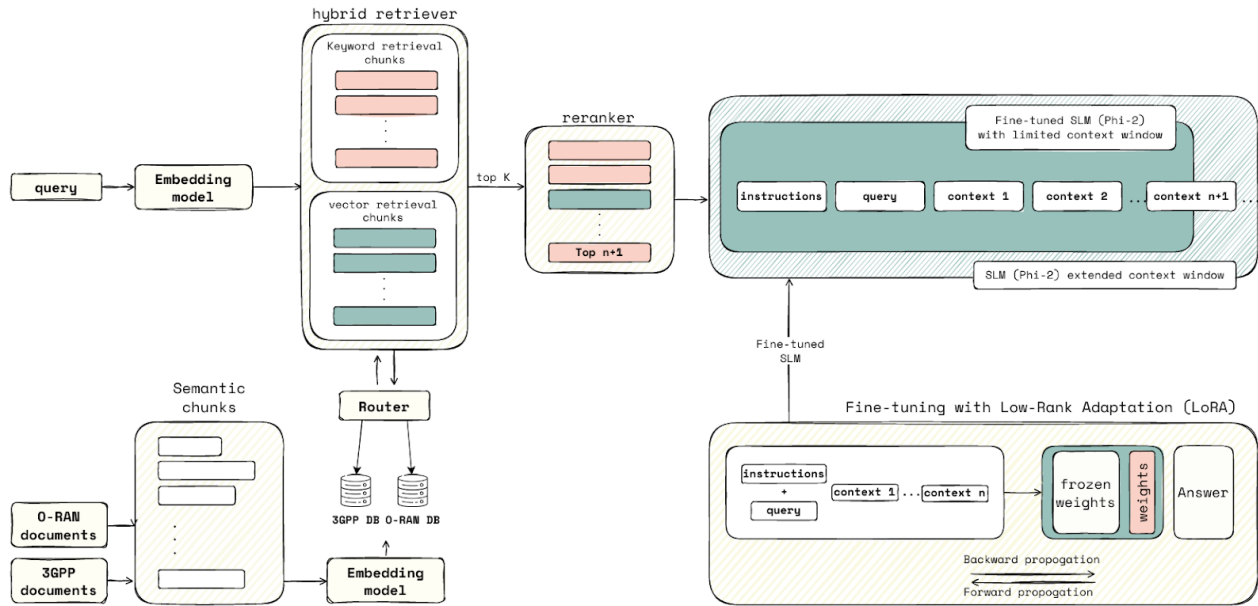 hybrid retriever
Keyword retrieval
chunks
vector retrieval
chunks
query
Embedding
model
top K
reranker
Top n+1
Fine-tuned SLM (Phi-2)
with limited context window
instructions
query
context 1
context 2
...
context n+1
...
SLM (Phi-2) extended context window
Fine-tuned
SLM
Semantic
chunks
Router
3GPP DB
O-RAN DB
O-RAN
documents
3GPP
documents
Embedding
model
Fine-tuning with Low-Rank Adaptation (LoRA)
instructions
+
query
context 1
...
context n
frozen
weights
weights
Answer
Backward propogation
Forward propogation